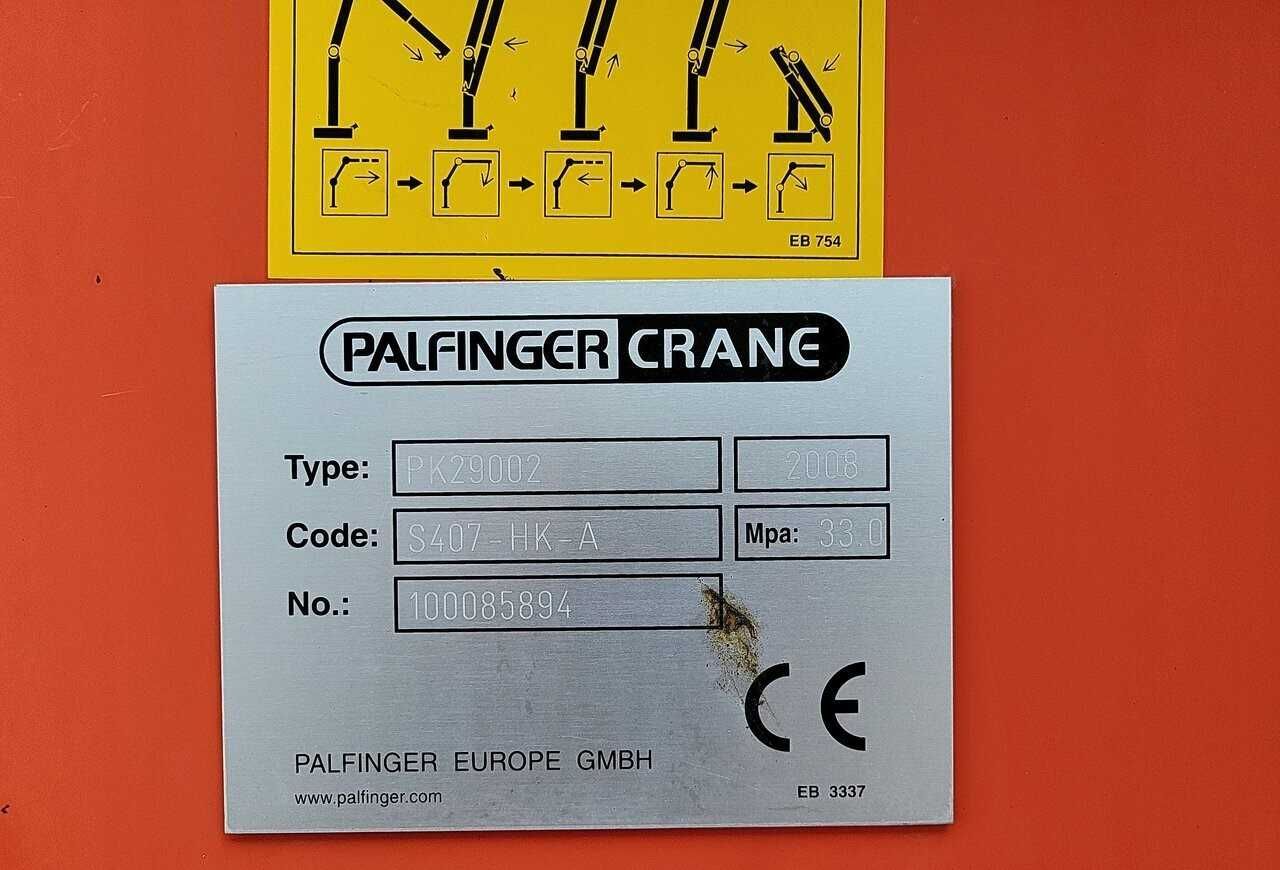 EB 754
PALFINGER CRANE
Type: PK29002 2008
Code: S407-HK-A Mpa: 33.0
No.: 100085894
CE
PALFINGER EUROPE GMBH
www.palfinger.com
EB 3337